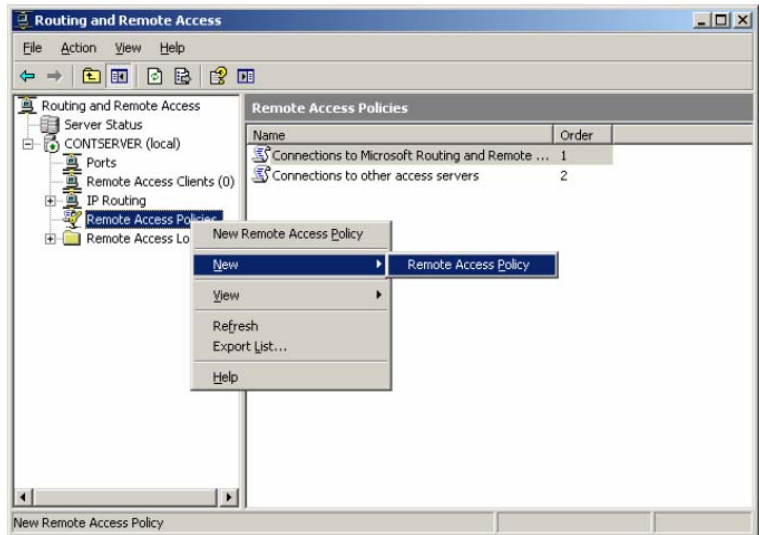 Routing and Remote Access
File Action View Help
Routing and Remote Access
Server Status
CONTSERVER (local)
Ports
Remote Access Clients (0)
IP Routing
Remote Access Policies
Remote Access Lo
Remote Access Policies
Name Order
Connections to Microsoft Routing and Remote ... 1
Connections to other access servers 2
New Remote Access Policy
New
Remote Access Policy
View
Refresh
Export List...
Help
New Remote Access Policy